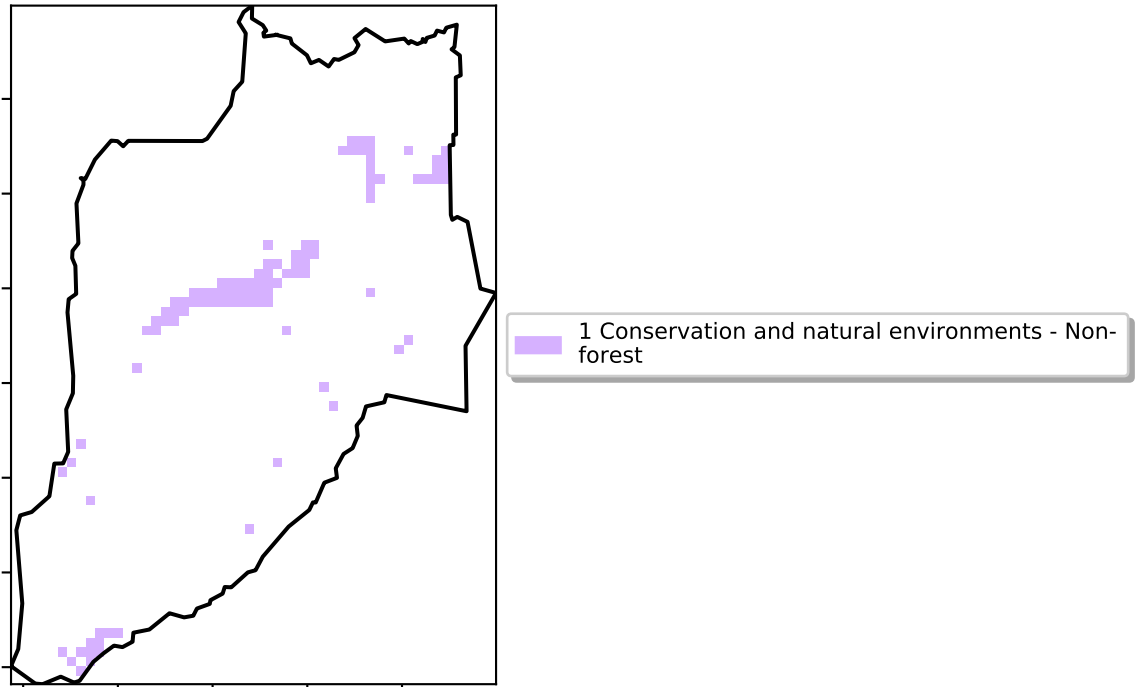 1 Conservation and natural environments - Non-
forest